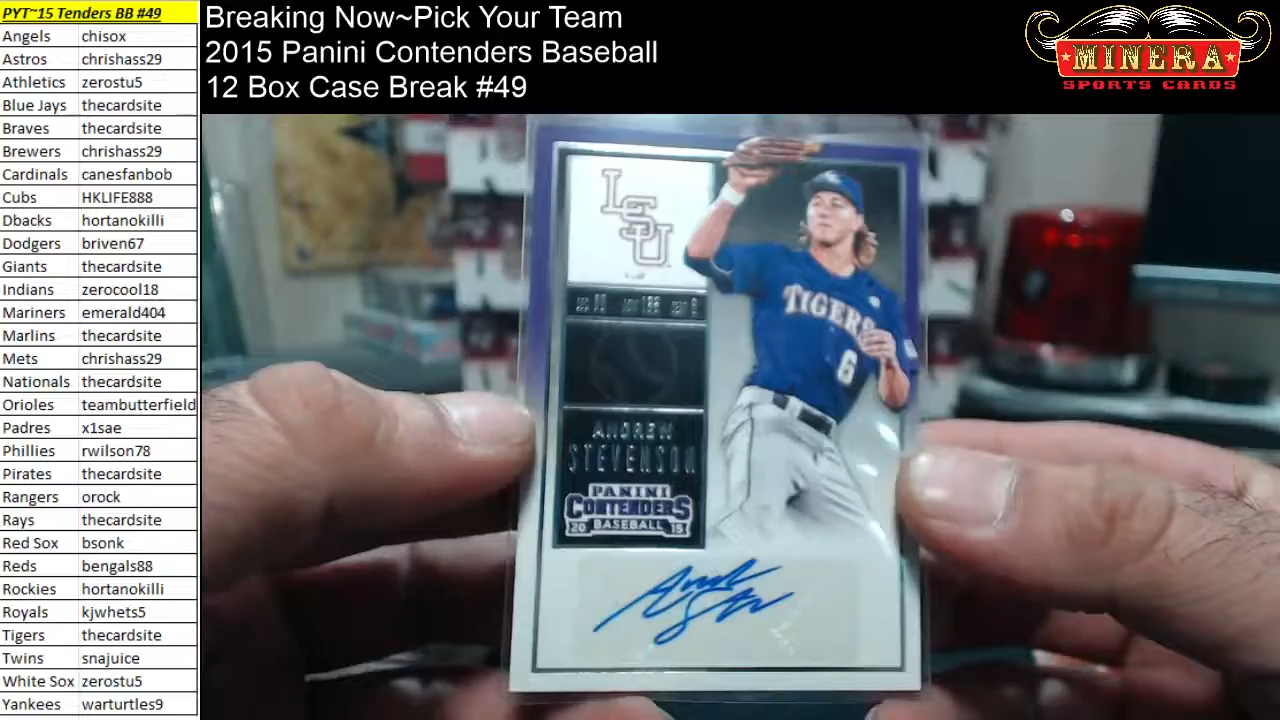 PYT~15 Tenders BB #49
Angels chisox
Astros chrishass29
Athletics zerostu5
Blue Jays thecardsite
Braves thecardsite
Brewers chrishass29
Cardinals canesfanbob
Cubs HKLIFE888
Dbacks hortanokilli
Dodgers briven67
Giants thecardsite
Indians zerocool18
Mariners emerald404
Marlins thecardsite
Mets chrishass29
Nationals thecardsite
Orioles teambutterfield
Padres x1sae
Phillies rwilson78
Pirates thecardsite
Rangers orock
Rays thecardsite
Red Sox bsonk
Reds bengals88
Rockies hortanokilli
Royals kjwhets5
Tigers thecardsite
Twins snajuice
White Sox zerostu5
Yankees warturtles9
Breaking Now~Pick Your Team
2015 Panini Contenders Baseball
12 Box Case Break #49
MINERA
SPORTS CARDS
LSU
TIGERS
6
ANDREW
STEVENSON
PANINI
CONTENDERS
20 BASEBALL 15